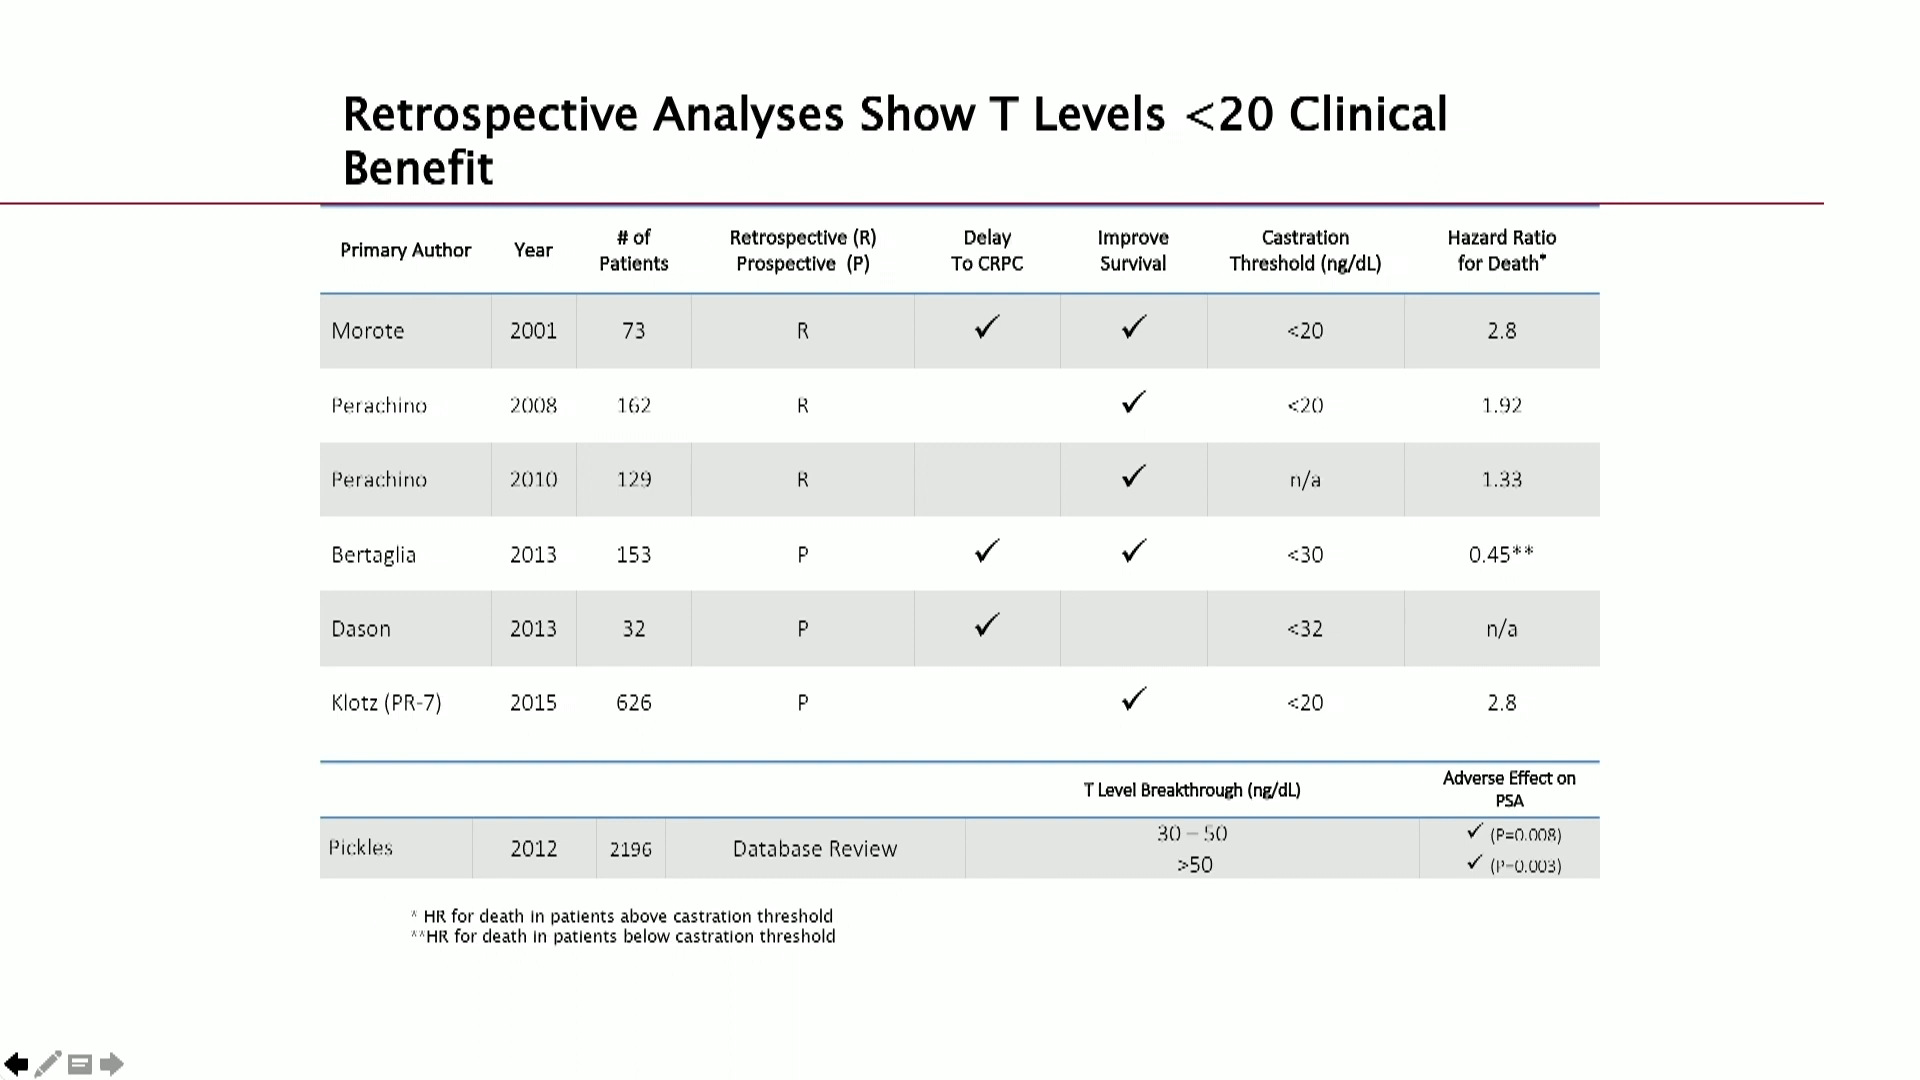 Retrospective Analyses Show T Levels <20 Clinical
Benefit
Primary Author Year # of Patients Retrospective (R) Prospective (P) Delay To CRPC Improve Survival Castration Threshold (ng/dL) Hazard Ratio for Death*
Morote 2001 73 R ✓ ✓ <20 2.8
Perachino 2008 162 R ✓ <20 1.92
Perachino 2010 129 R ✓ n/a 1.33
Bertaglia 2013 153 P ✓ ✓ <30 0.45**
Dason 2013 32 P ✓ <32 n/a
Klotz (PR-7) 2015 626 P ✓ <20 2.8
T Level Breakthrough (ng/dL) Adverse Effect on PSA
Pickles 2012 2196 Database Review
30 – 50 ✓ (P=0.008)
>50 ✓ (P=0.003)
* HR for death in patients above castration threshold
**HR for death in patients below castration threshold